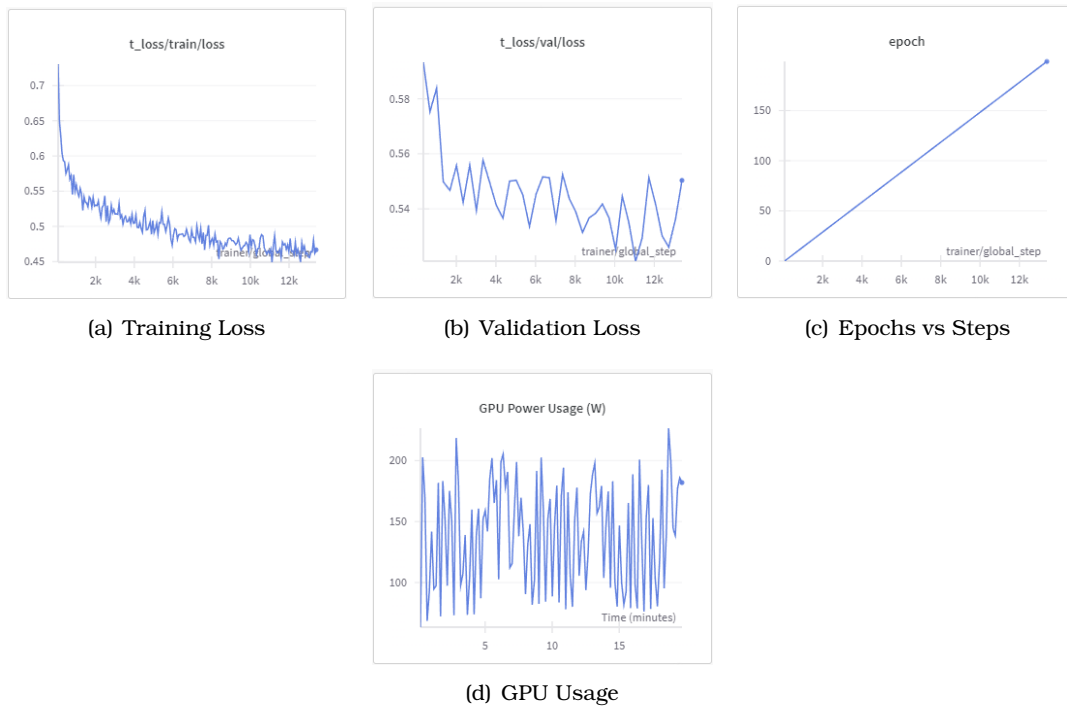 t_loss/train/loss
0.7
0.65
0.6
0.55
0.5
0.45
trainer/global_step
2k 4k 6k 8k 10k 12k
(a) Training Loss
t_loss/val/loss
0.58
0.56
0.54
trainer/global_step
2k 4k 6k 8k 10k 12k
(b) Validation Loss
epoch
150
100
50
0
trainer/global_step
2k 4k 6k 8k 10k 12k
(c) Epochs vs Steps
GPU Power Usage (W)
200
150
100
Time (minutes)
5 10 15
(d) GPU Usage